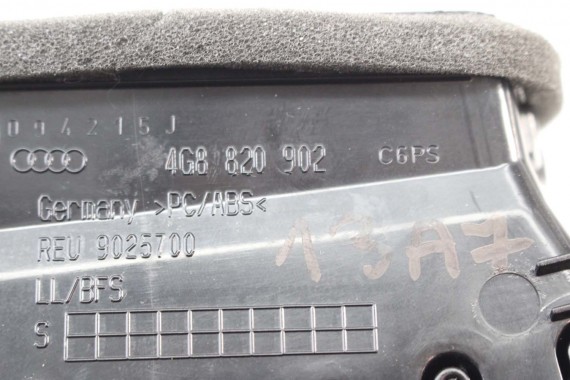 094215J
4G8 820 902 C6PS
Germany >PC/ABS<
REU 9025700
13A7
LL/BFS
S